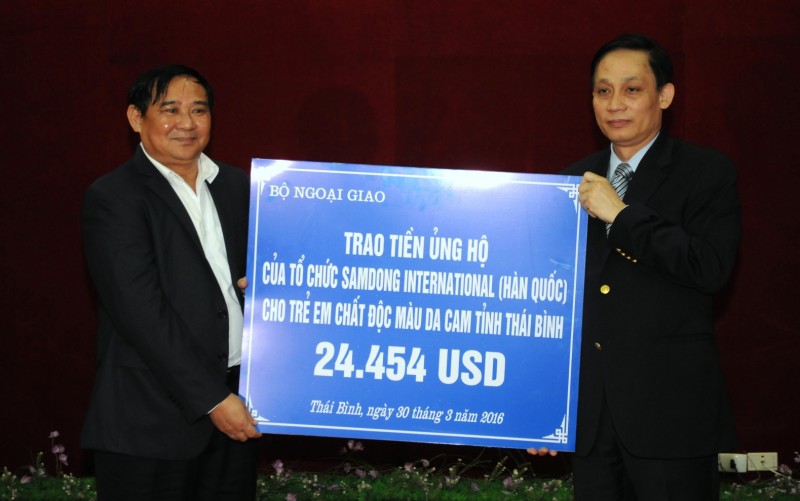 BỘ NGOẠI GIAO
TRAO TIỀN ỦNG HỘ
CỦA TỔ CHỨC SAMDONG INTERNATIONAL (HÀN QUỐC)
CHO TRẺ EM CHẤT ĐỘC MÀU DA CAM TỈNH THÁI BÌNH
24.454 USD
Thái Bình, ngày 30 tháng 3 năm 2016